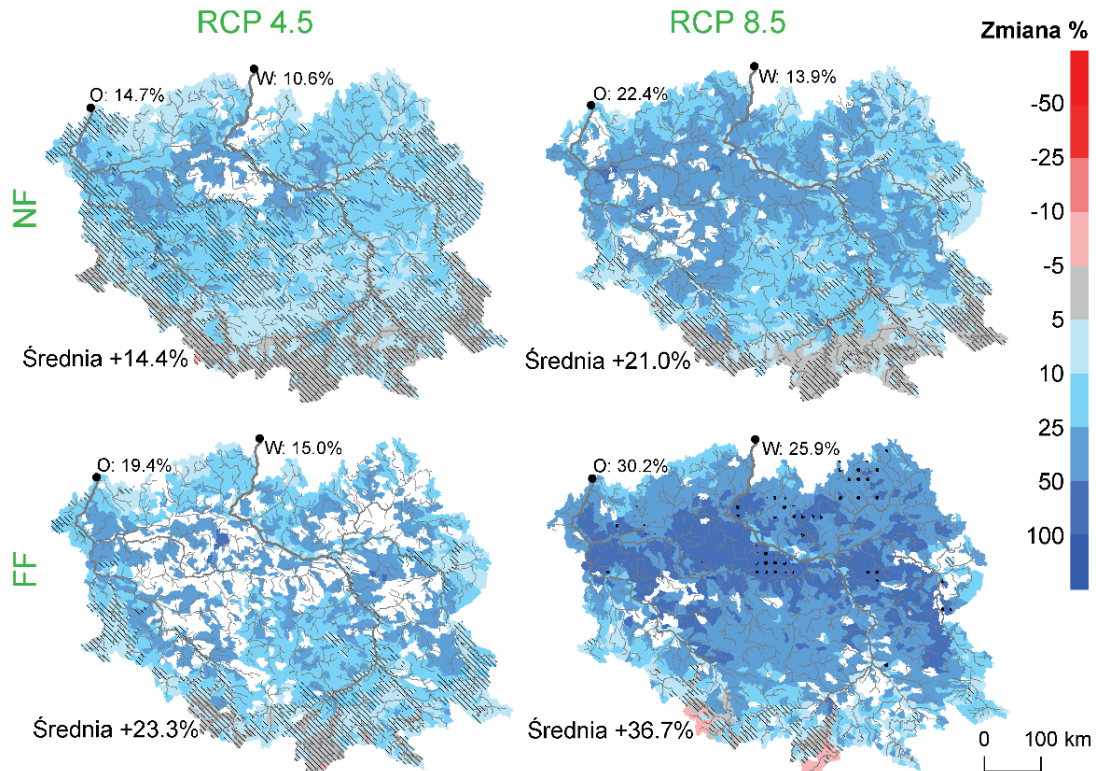 RCP 4.5
RCP 8.5
Zmiana %
NF
O: 14.7%
W: 10.6%
Średnia +14.4%
O: 22.4%
W: 13.9%
Średnia +21.0%
-50
-25
-10
-5
5
10
25
50
100
FF
O: 19.4%
W: 15.0%
Średnia +23.3%
O: 30.2%
W: 25.9%
Średnia +36.7%
0 100 km